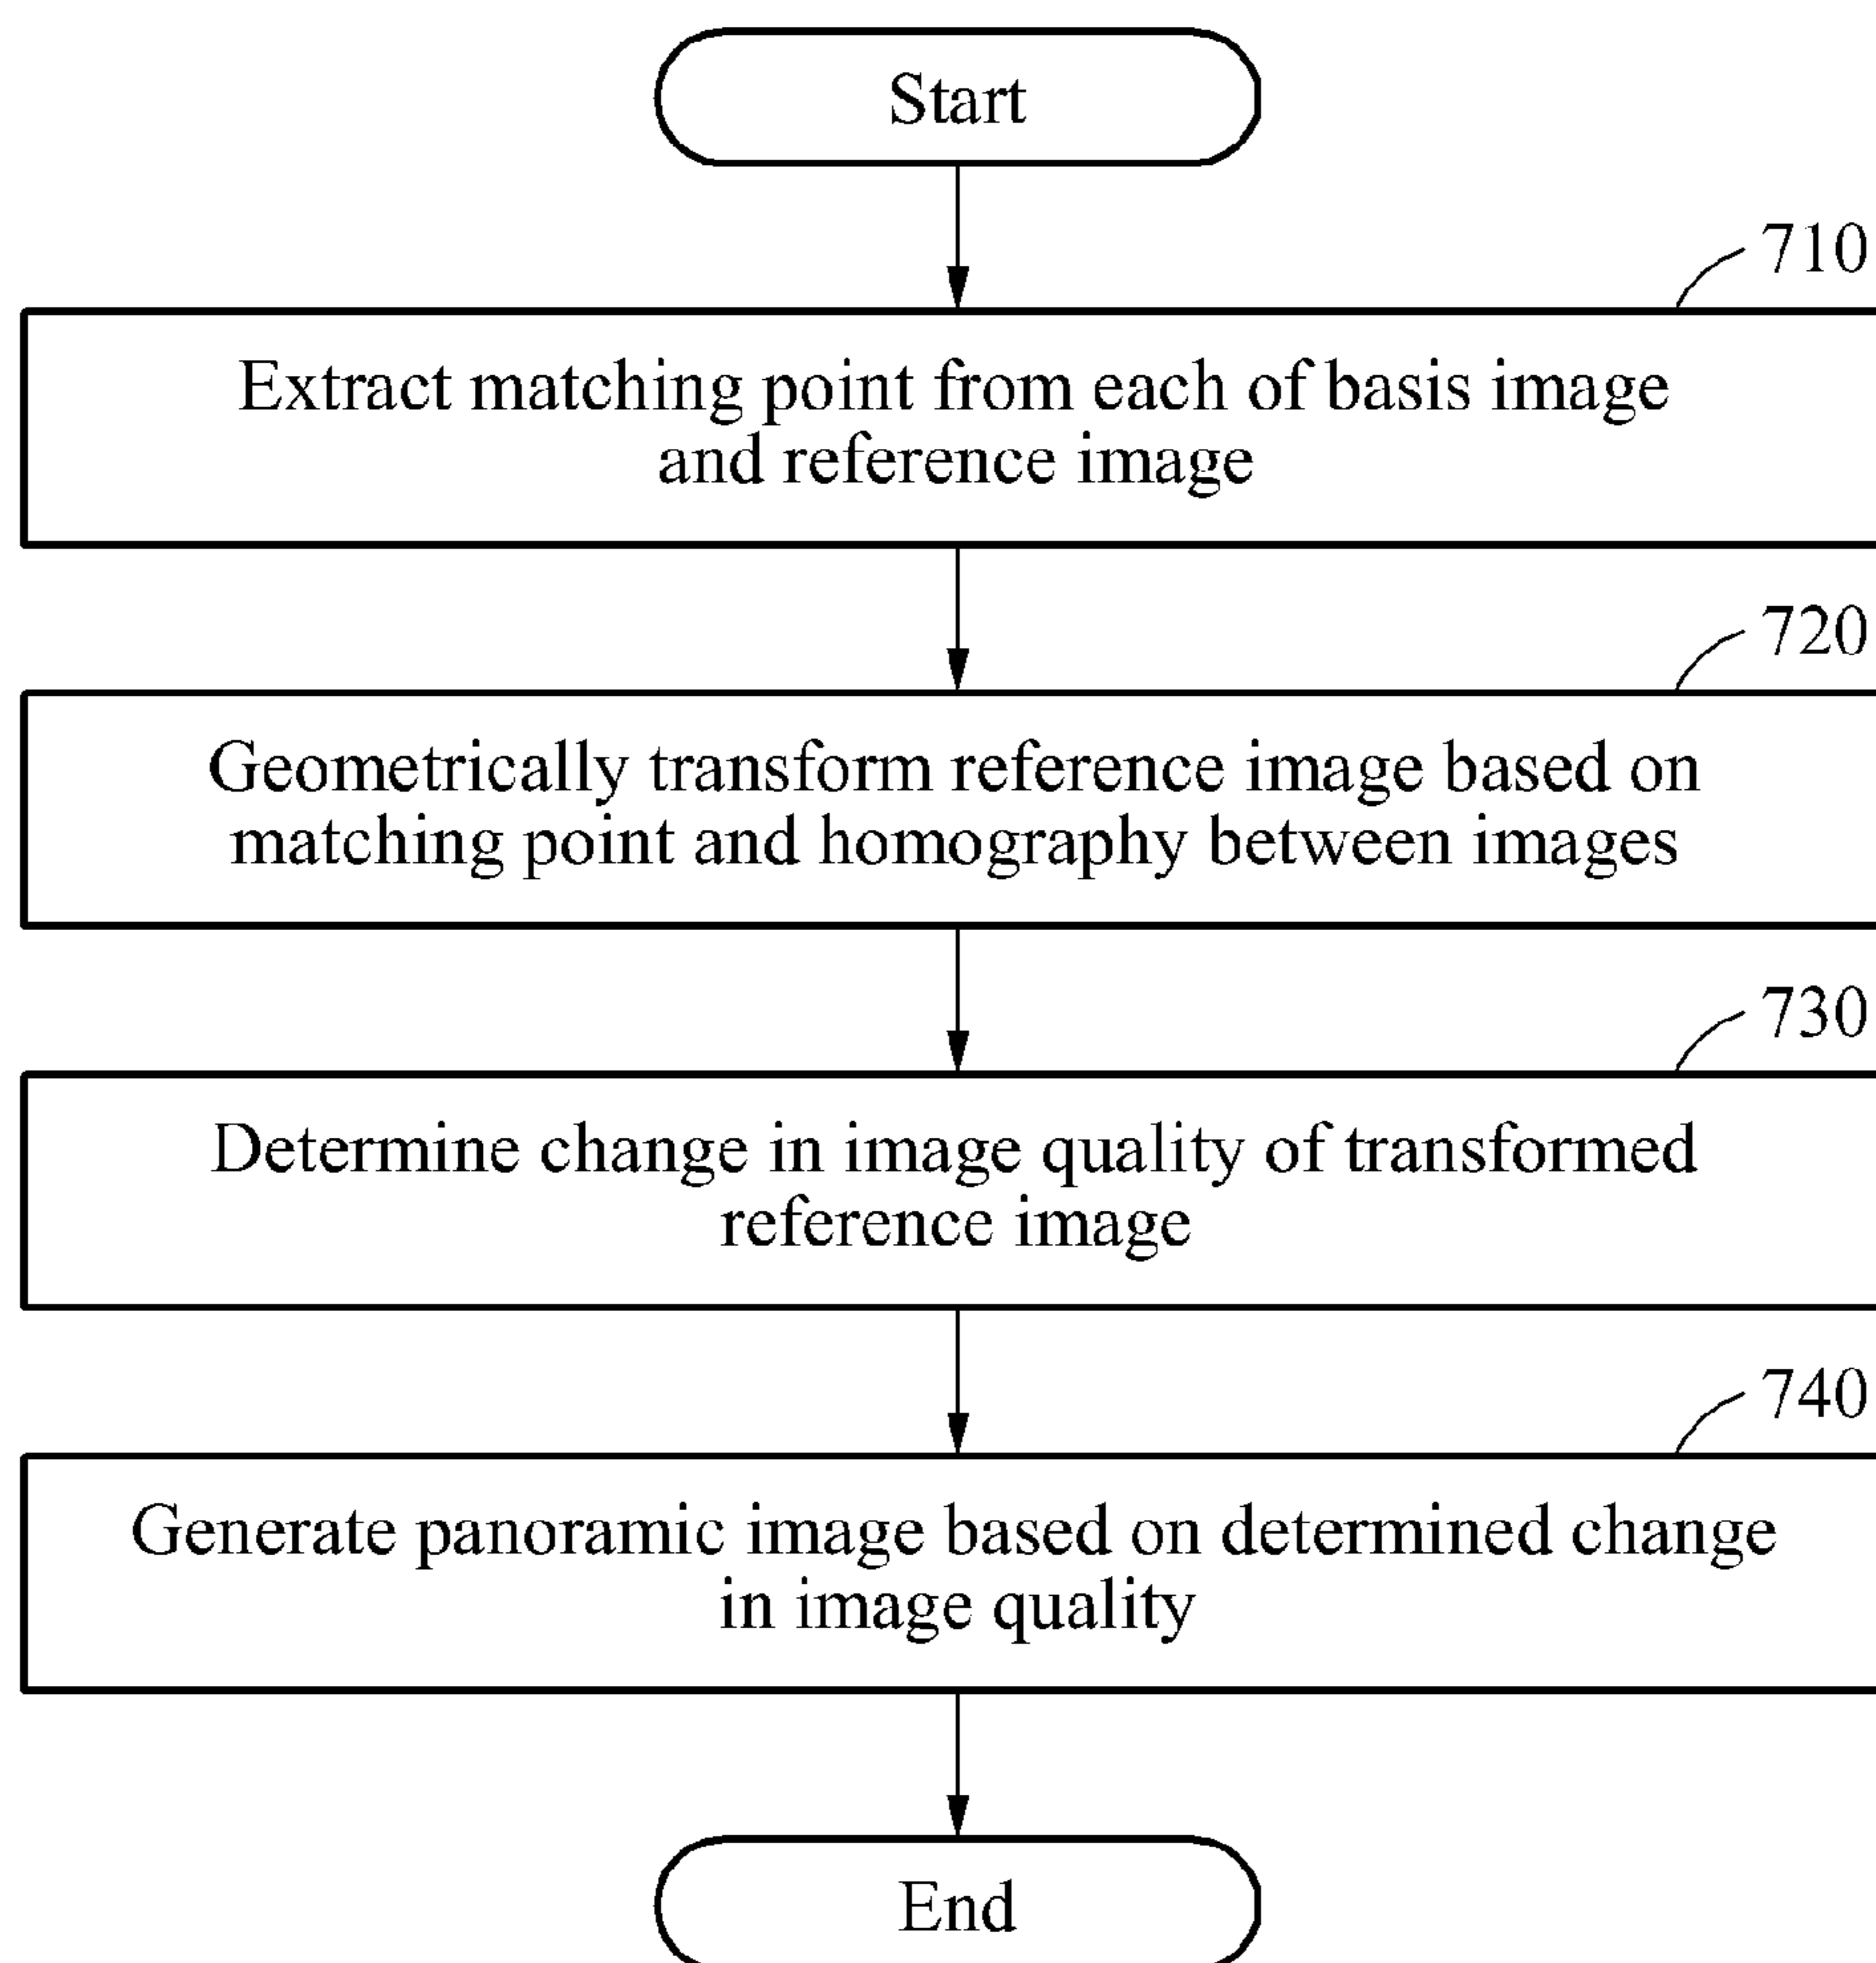 Start
710
Extract matching point from each of basis image
and reference image
720
Geometrically transform reference image based on
matching point and homography between images
730
Determine change in image quality of transformed
reference image
740
Generate panoramic image based on determined change
in image quality
End